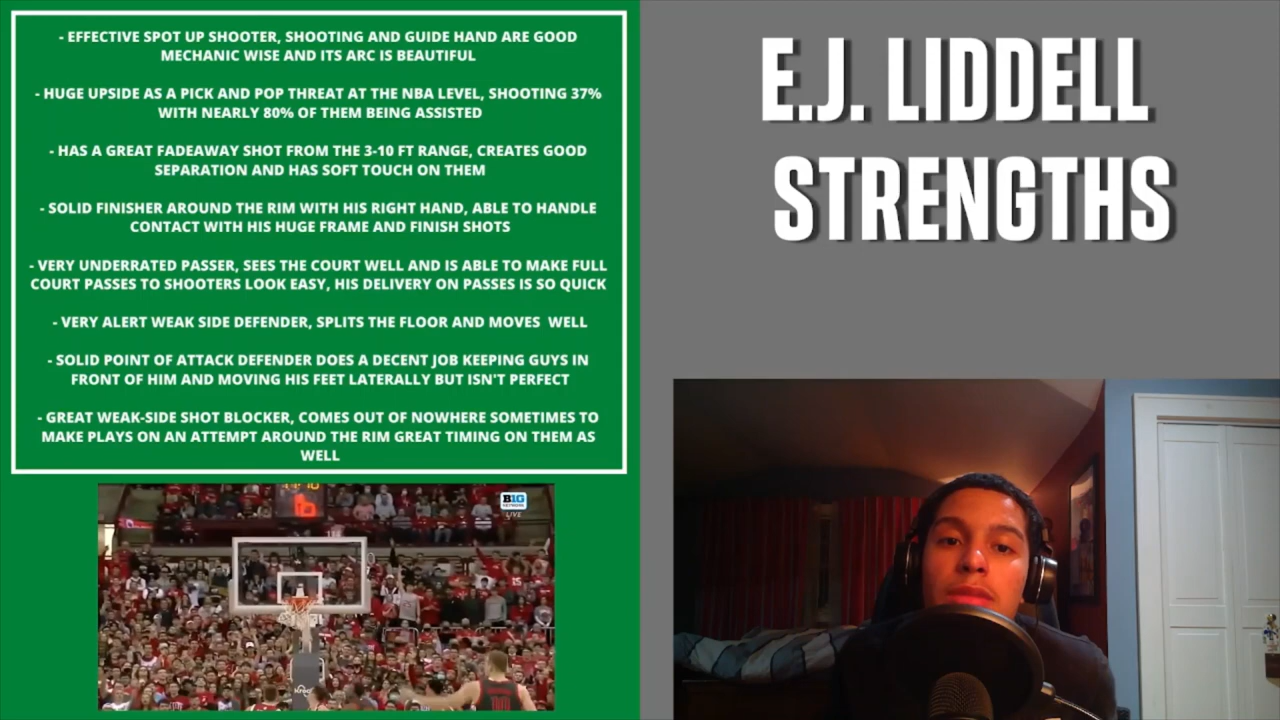 - EFFECTIVE SPOT UP SHOOTER, SHOOTING AND GUIDE HAND ARE GOOD
MECHANIC WISE AND ITS ARC IS BEAUTIFUL
- HUGE UPSIDE AS A PICK AND POP THREAT AT THE NBA LEVEL, SHOOTING 37%
WITH NEARLY 80% OF THEM BEING ASSISTED
- HAS A GREAT FADEAWAY SHOT FROM THE 3-10 FT RANGE, CREATES GOOD
SEPARATION AND HAS SOFT TOUCH ON THEM
- SOLID FINISHER AROUND THE RIM WITH HIS RIGHT HAND, ABLE TO HANDLE
CONTACT WITH HIS HUGE FRAME AND FINISH SHOTS
- VERY UNDERRATED PASSER, SEES THE COURT WELL AND IS ABLE TO MAKE FULL
COURT PASSES TO SHOOTERS LOOK EASY, HIS DELIVERY ON PASSES IS SO QUICK
- VERY ALERT WEAK SIDE DEFENDER, SPLITS THE FLOOR AND MOVES  WELL
- SOLID POINT OF ATTACK DEFENDER DOES A DECENT JOB KEEPING GUYS IN
FRONT OF HIM AND MOVING HIS FEET LATERALLY BUT ISN'T PERFECT
- GREAT WEAK-SIDE SHOT BLOCKER, COMES OUT OF NOWHERE SOMETIMES TO
MAKE PLAYS ON AN ATTEMPT AROUND THE RIM GREAT TIMING ON THEM AS
WELL
E.J. LIDDELL
STRENGTHS
B1G
NETWORK
LIVE